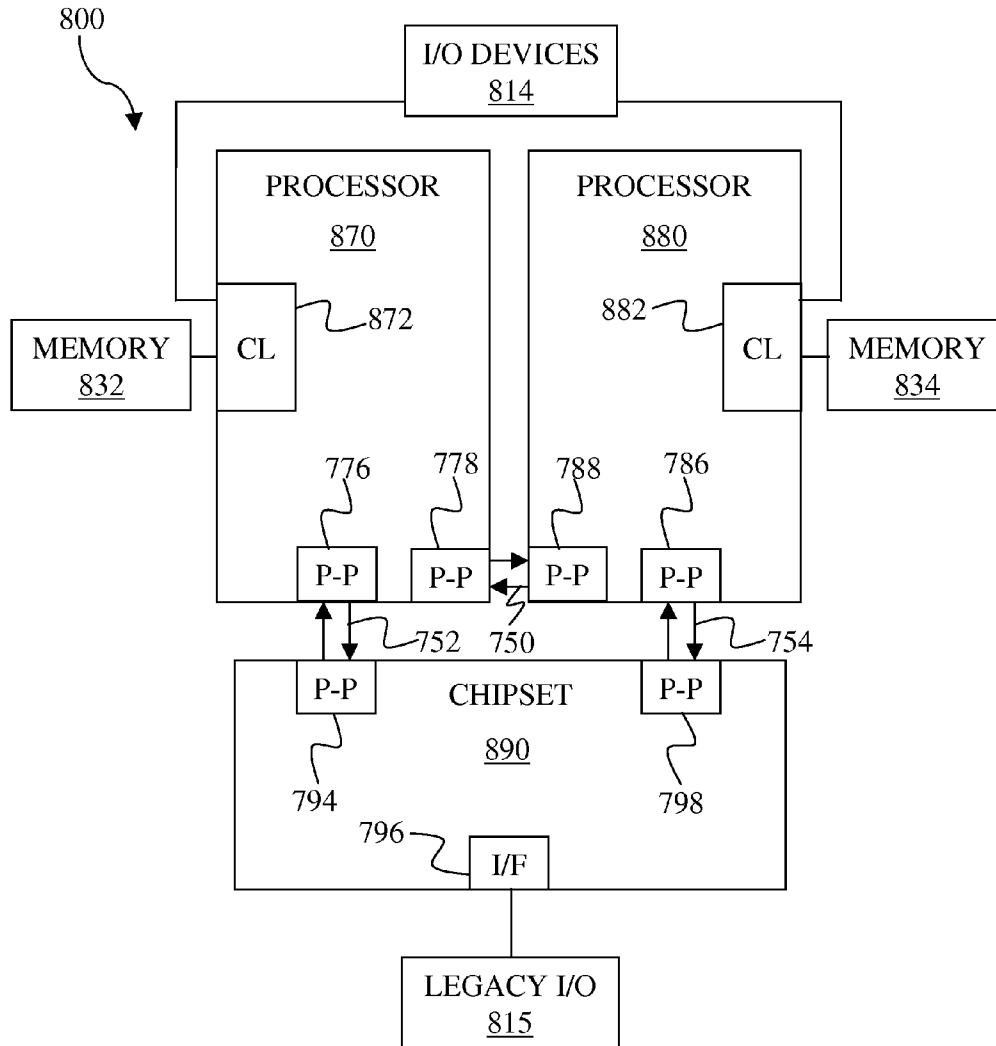 800
I/O DEVICES
814
PROCESSOR
870
PROCESSOR
880
872
882
MEMORY
832
CL
CL
MEMORY
834
776
778
788
786
P-P
P-P
P-P
P-P
752
750
754
P-P
CHIPSET
P-P
890
794
798
796
I/F
LEGACY I/O
815